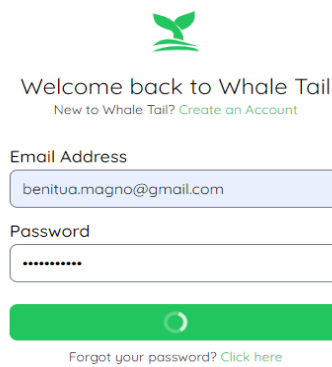 Welcome back to Whale Tail
New to Whale Tail? Create an Account
Email Address
benitua.magno@gmail.com
Password
•••••••••••
Forgot your password? Click here